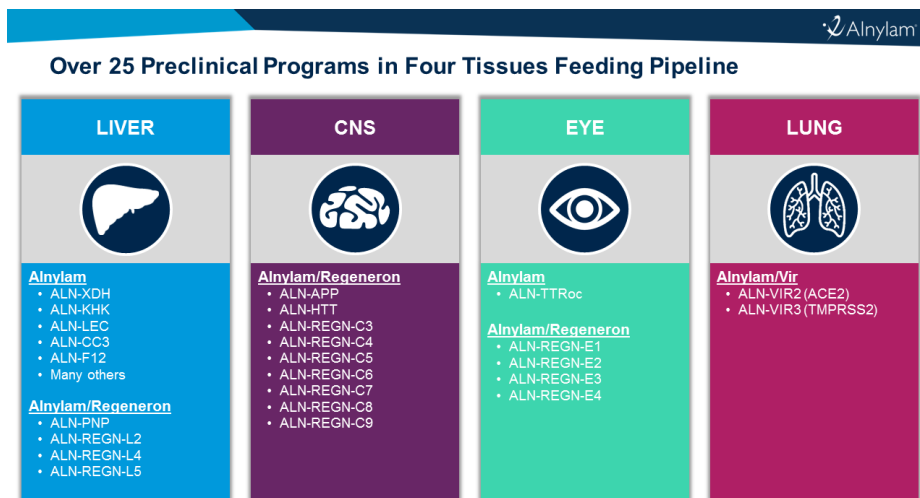 Alnylam
Over 25 Preclinical Programs in Four Tissues Feeding Pipeline
LIVER
Alnylam
• ALN-XDH
• ALN-KHK
• ALN-LEC
• ALN-CC3
• ALN-F12
• Many others
Alnylam/Regeneron
• ALN-PNP
• ALN-REGN-L2
• ALN-REGN-L4
• ALN-REGN-L5
CNS
Alnylam/Regeneron
• ALN-APP
• ALN-HTT
• ALN-REGN-C3
• ALN-REGN-C4
• ALN-REGN-C5
• ALN-REGN-C6
• ALN-REGN-C7
• ALN-REGN-C8
• ALN-REGN-C9
EYE
Alnylam
• ALN-TTRoc
Alnylam/Regeneron
• ALN-REGN-E1
• ALN-REGN-E2
• ALN-REGN-E3
• ALN-REGN-E4
LUNG
Alnylam/Vir
• ALN-VIR2 (ACE2)
• ALN-VIR3 (TMPRSS2)